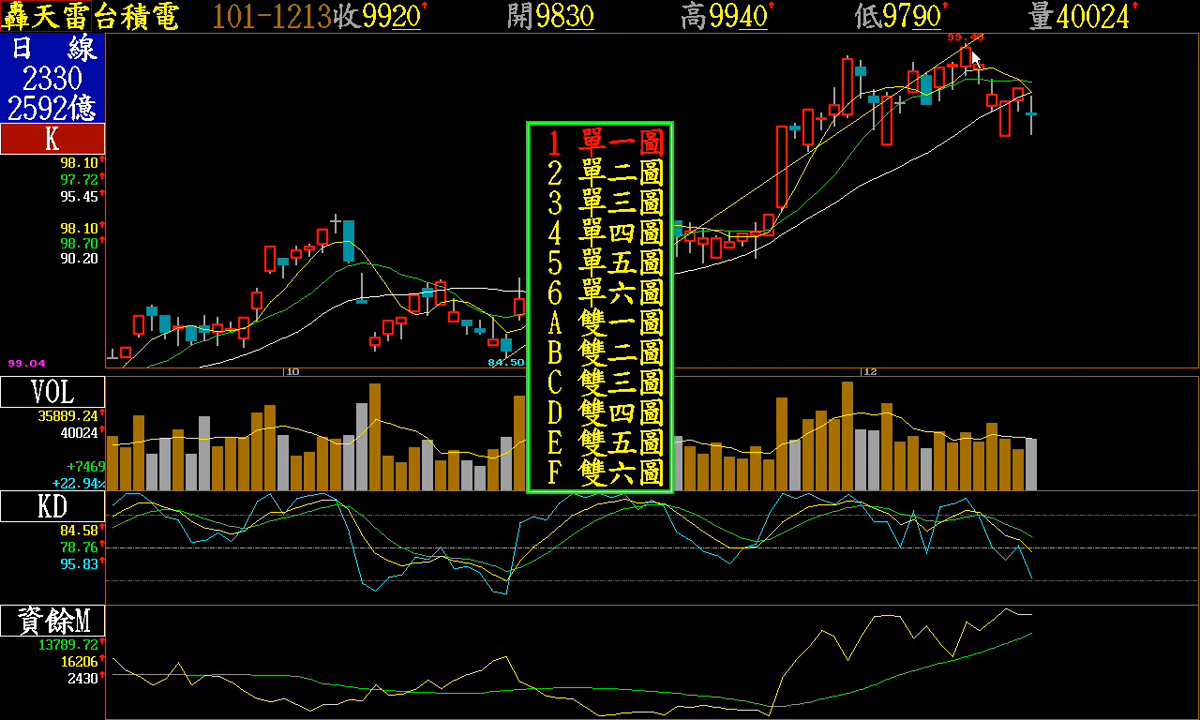 轟天雷台積電 101-1213收9920↑ 開9830 高9940↑ 低9790↑ 量40024↑
日 線
2330
2592億
K
98.10↑
97.72↑
95.45↑
98.10↑
98.70↑
90.20
99.04
99.40
84.50
10
12
1 單一圖
2 單二圖
3 單三圖
4 單四圖
5 單五圖
6 單六圖
A 雙一圖
B 雙二圖
C 雙三圖
D 雙四圖
E 雙五圖
F 雙六圖
VOL
35889.24↑
40024↑
+7469
+22.94%
KD
84.58↑
78.76↑
95.83↑
資餘M
13789.72↑
16206↑
2430↑